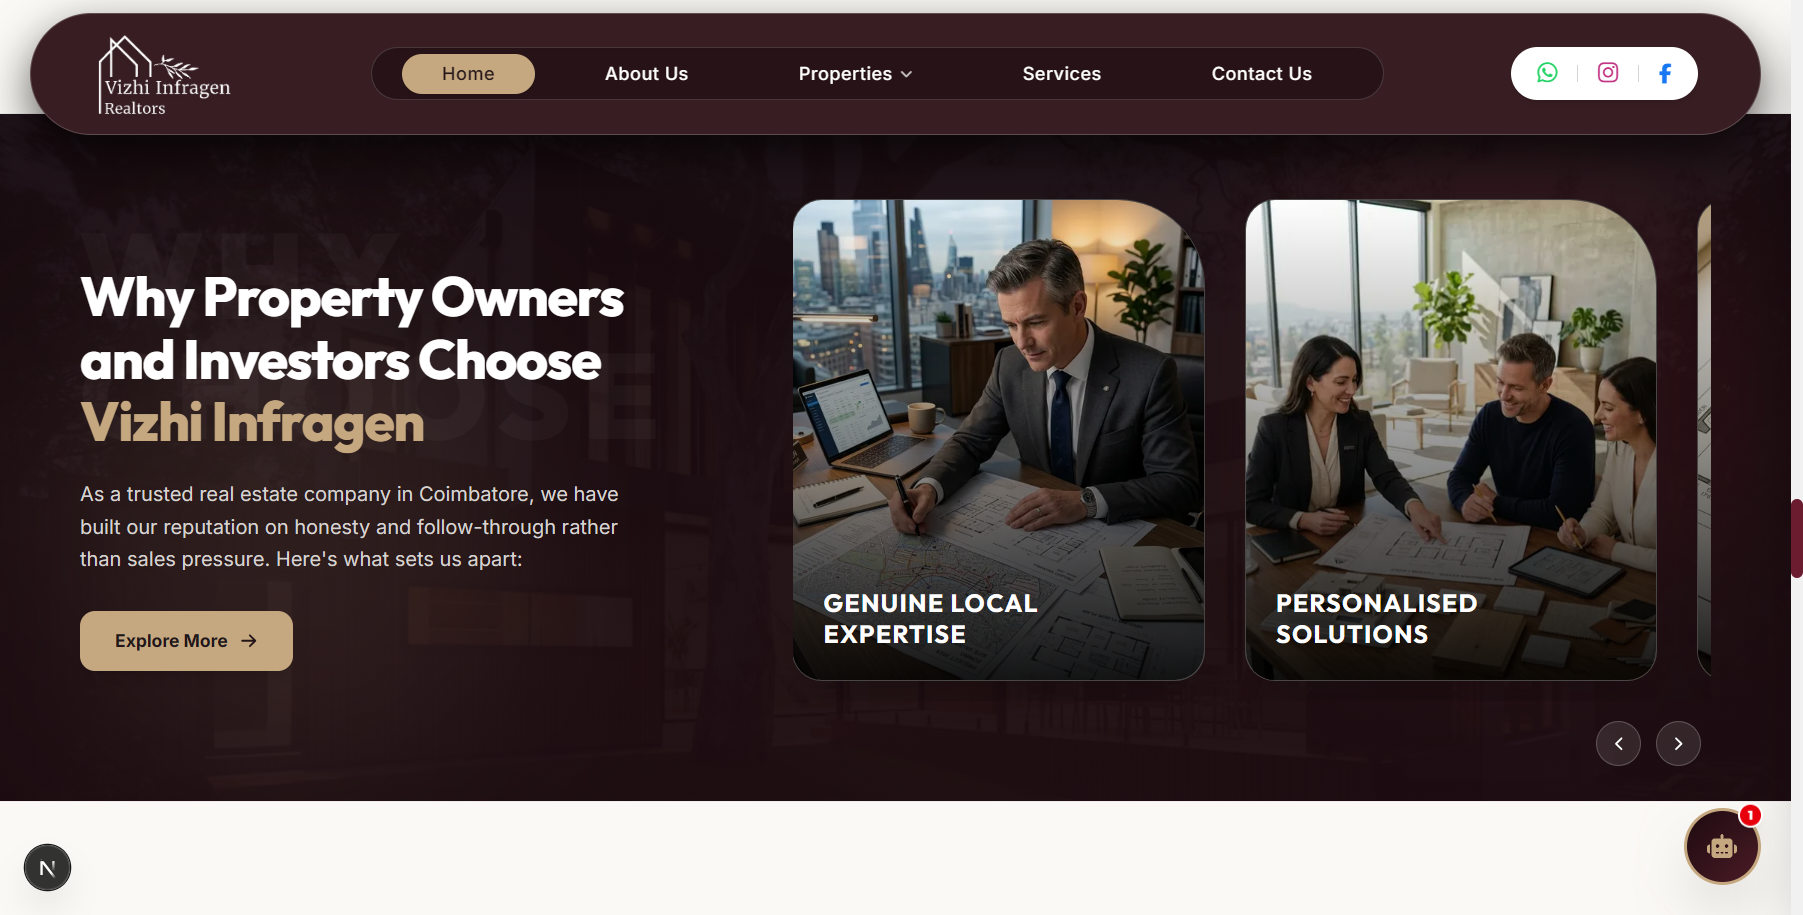 Vizhi Infragen
Realtors
Home
About Us
Properties
Services
Contact Us
WHY
Why Property Owners
and Investors Choose
Vizhi Infragen
As a trusted real estate company in Coimbatore, we have
built our reputation on honesty and follow-through rather
than sales pressure. Here's what sets us apart:
Explore More
GENUINE LOCAL
EXPERTISE
PERSONALISED
SOLUTIONS
1
N